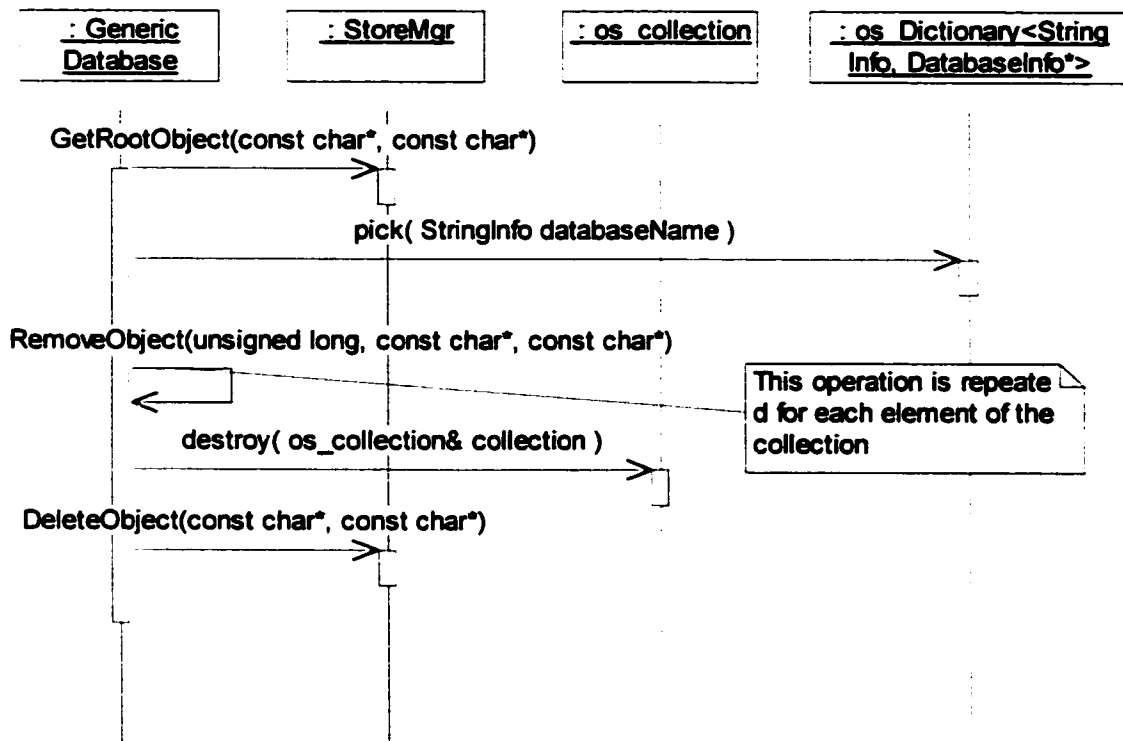 : Generic
Database
: StoreMgr
: os_collection
: os_Dictionary<String
Info, DatabaseInfo*>
GetRootObject(const char*, const char*)
pick( StringInfo databaseName )
RemoveObject(unsigned long, const char*, const char*)
This operation is repeate
d for each element of the
collection
destroy( os_collection& collection )
DeleteObject(const char*, const char*)